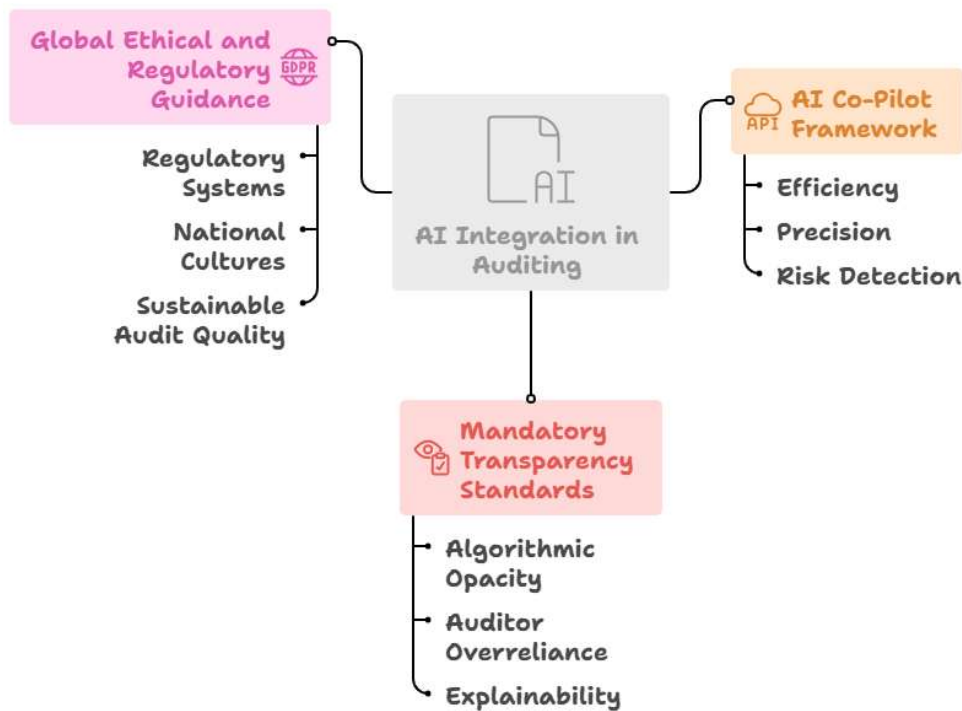 Global Ethical and
Regulatory
Guidance
GDPR
Regulatory
Systems
National
Cultures
Sustainable
Audit Quality
AI
AI Integration in
Auditing
API
AI Co-Pilot
Framework
Efficiency
Precision
Risk Detection
Mandatory
Transparency
Standards
Algorithmic
Opacity
Auditor
Overreliance
Explainability